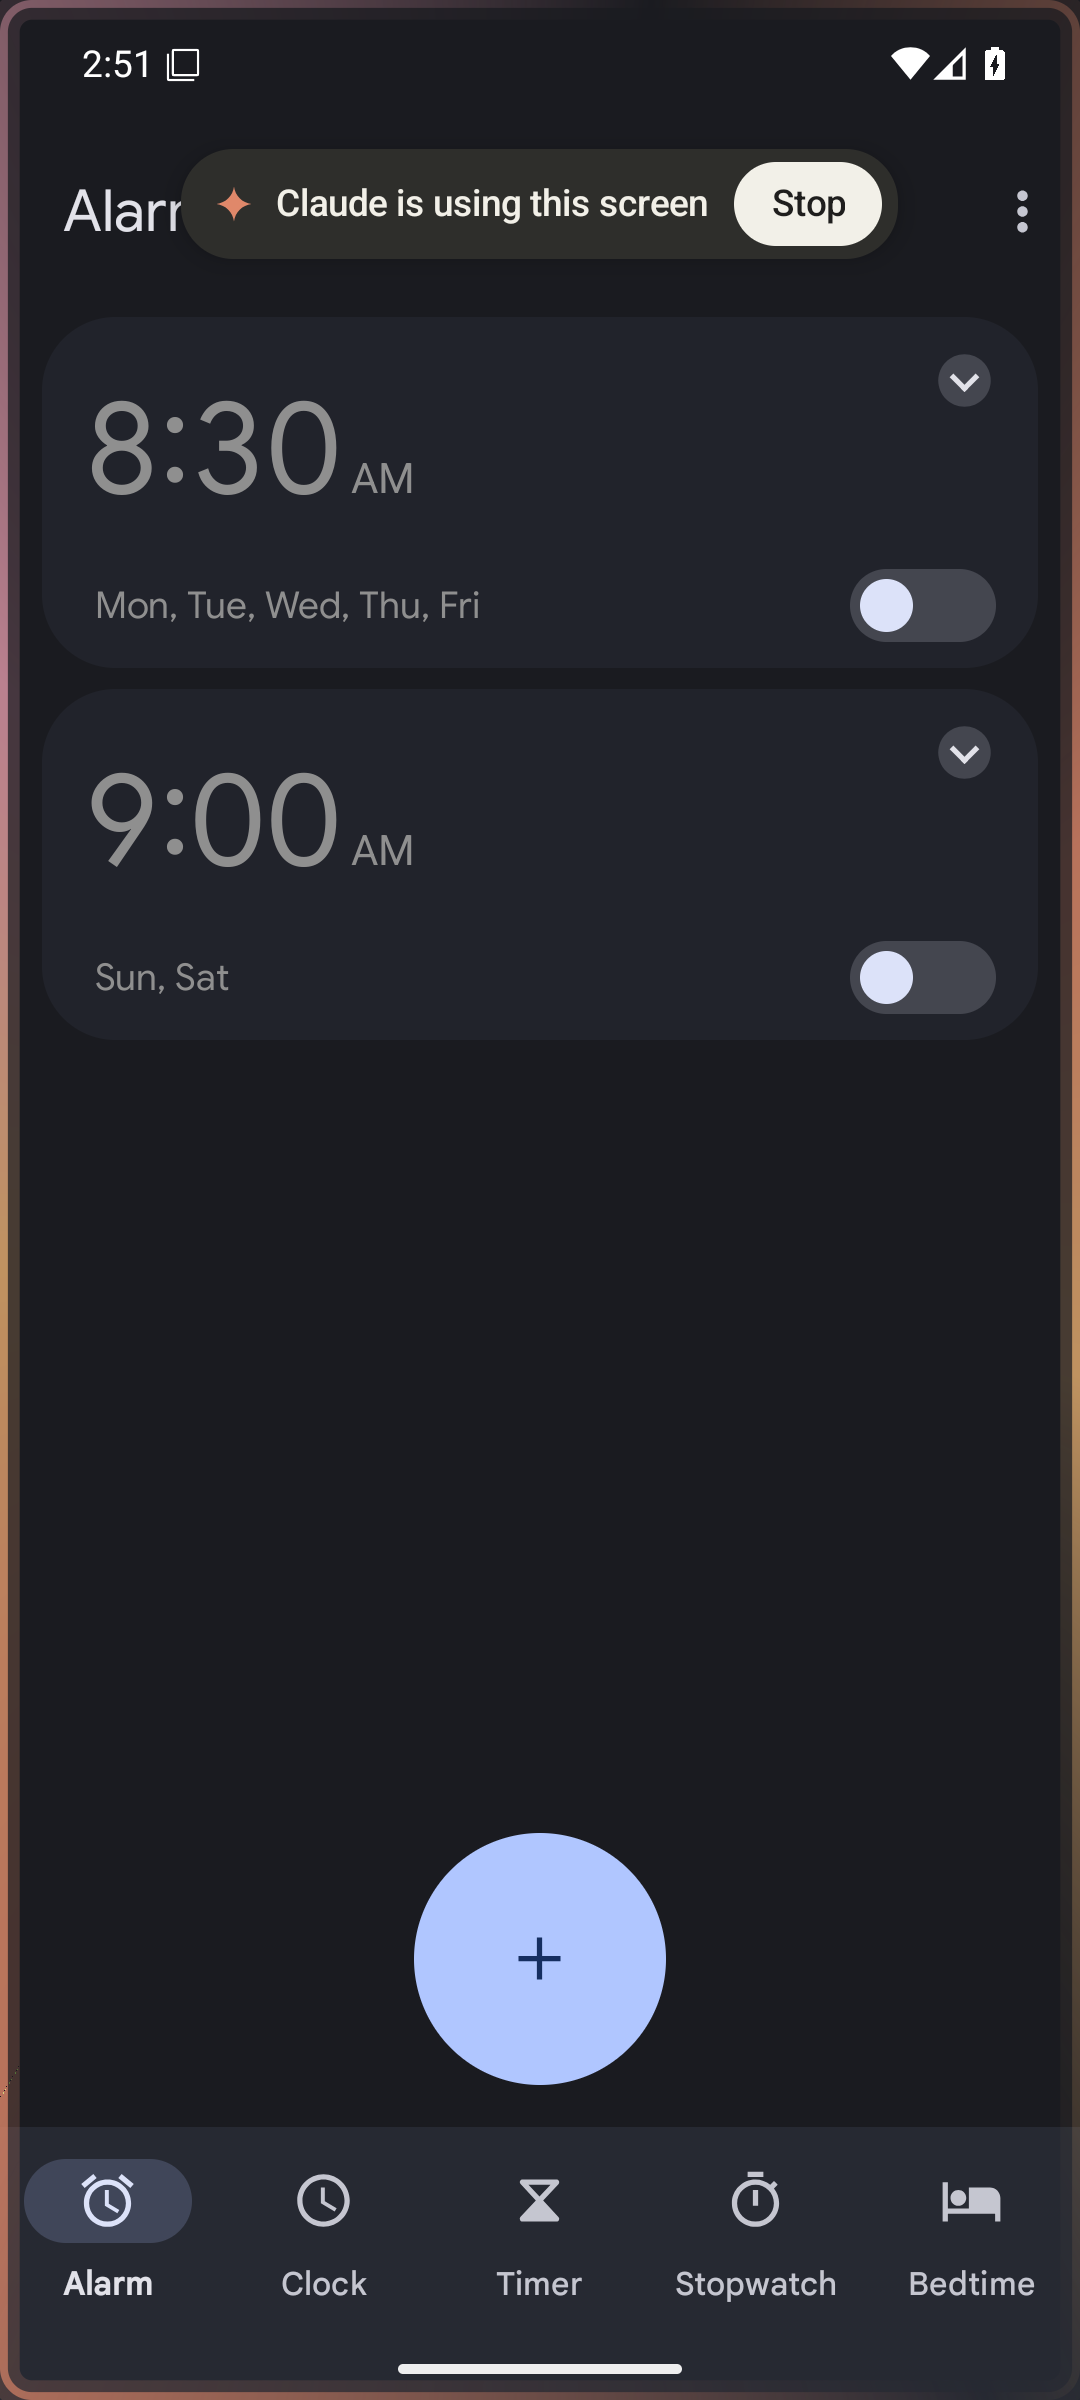 2:51
Claude is using this screen
Stop
8:30 AM
Mon, Tue, Wed, Thu, Fri
9:00 AM
Sun, Sat
Alarm
Clock
Timer
Stopwatch
Bedtime